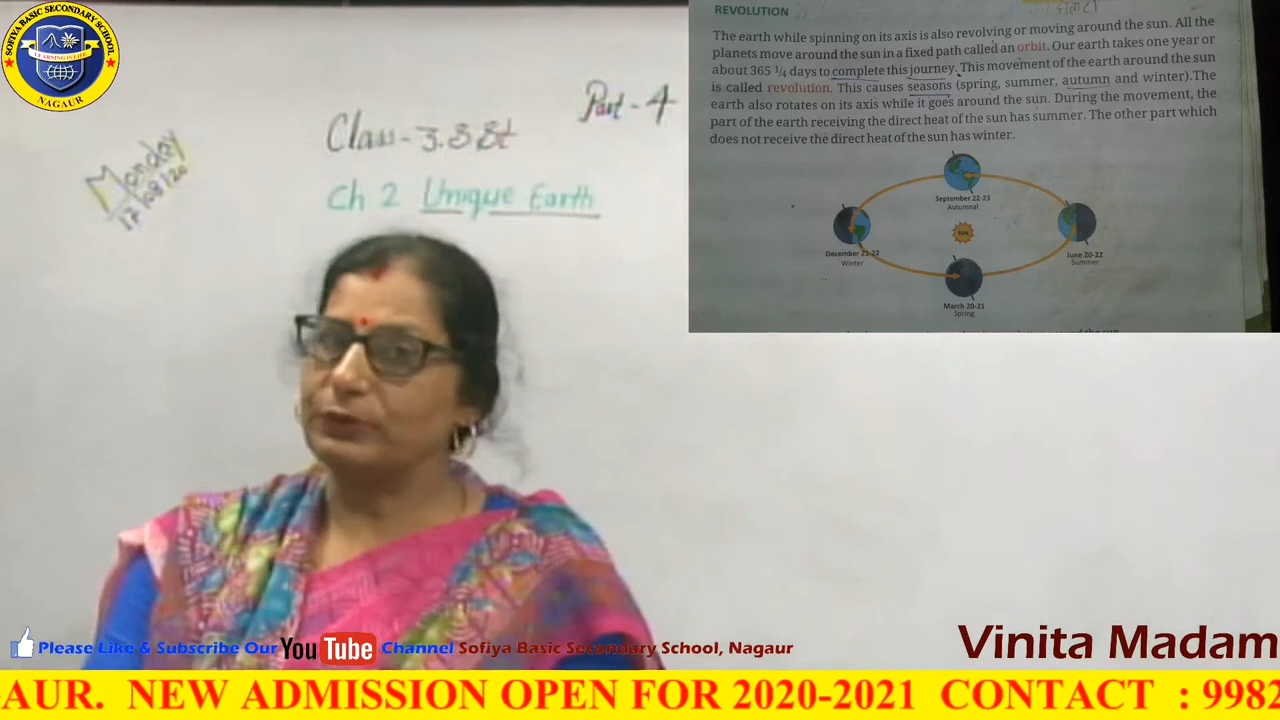 SOFIYA BASIC SECONDARY SCHOOL
LEARNING IS LIFE
NAGAUR
Monday
17/08/20
Part - 4
Class - 3. S St
Ch 2 Unique Earth
REVOLUTION
The earth while spinning on its axis is also revolving or moving around the sun. All the
planets move around the sun in a fixed path called an orbit. Our earth takes one year or
about 365 1/4 days to complete this journey. This movement of the earth around the sun
is called revolution. This causes seasons (spring, summer, autumn and winter).The
earth also rotates on its axis while it goes around the sun. During the movement, the
part of the earth receiving the direct heat of the sun has summer. The other part which
does not receive the direct heat of the sun has winter.
September 22-23
Autumnal
SUN
December 21-22
Winter
June 20-22
Summer
March 20-21
Spring
Please Like & Subscribe Our YouTube Channel Sofiya Basic Secondary School, Nagaur
Vinita Madam
GAUR. NEW ADMISSION OPEN FOR 2020-2021 CONTACT : 9982